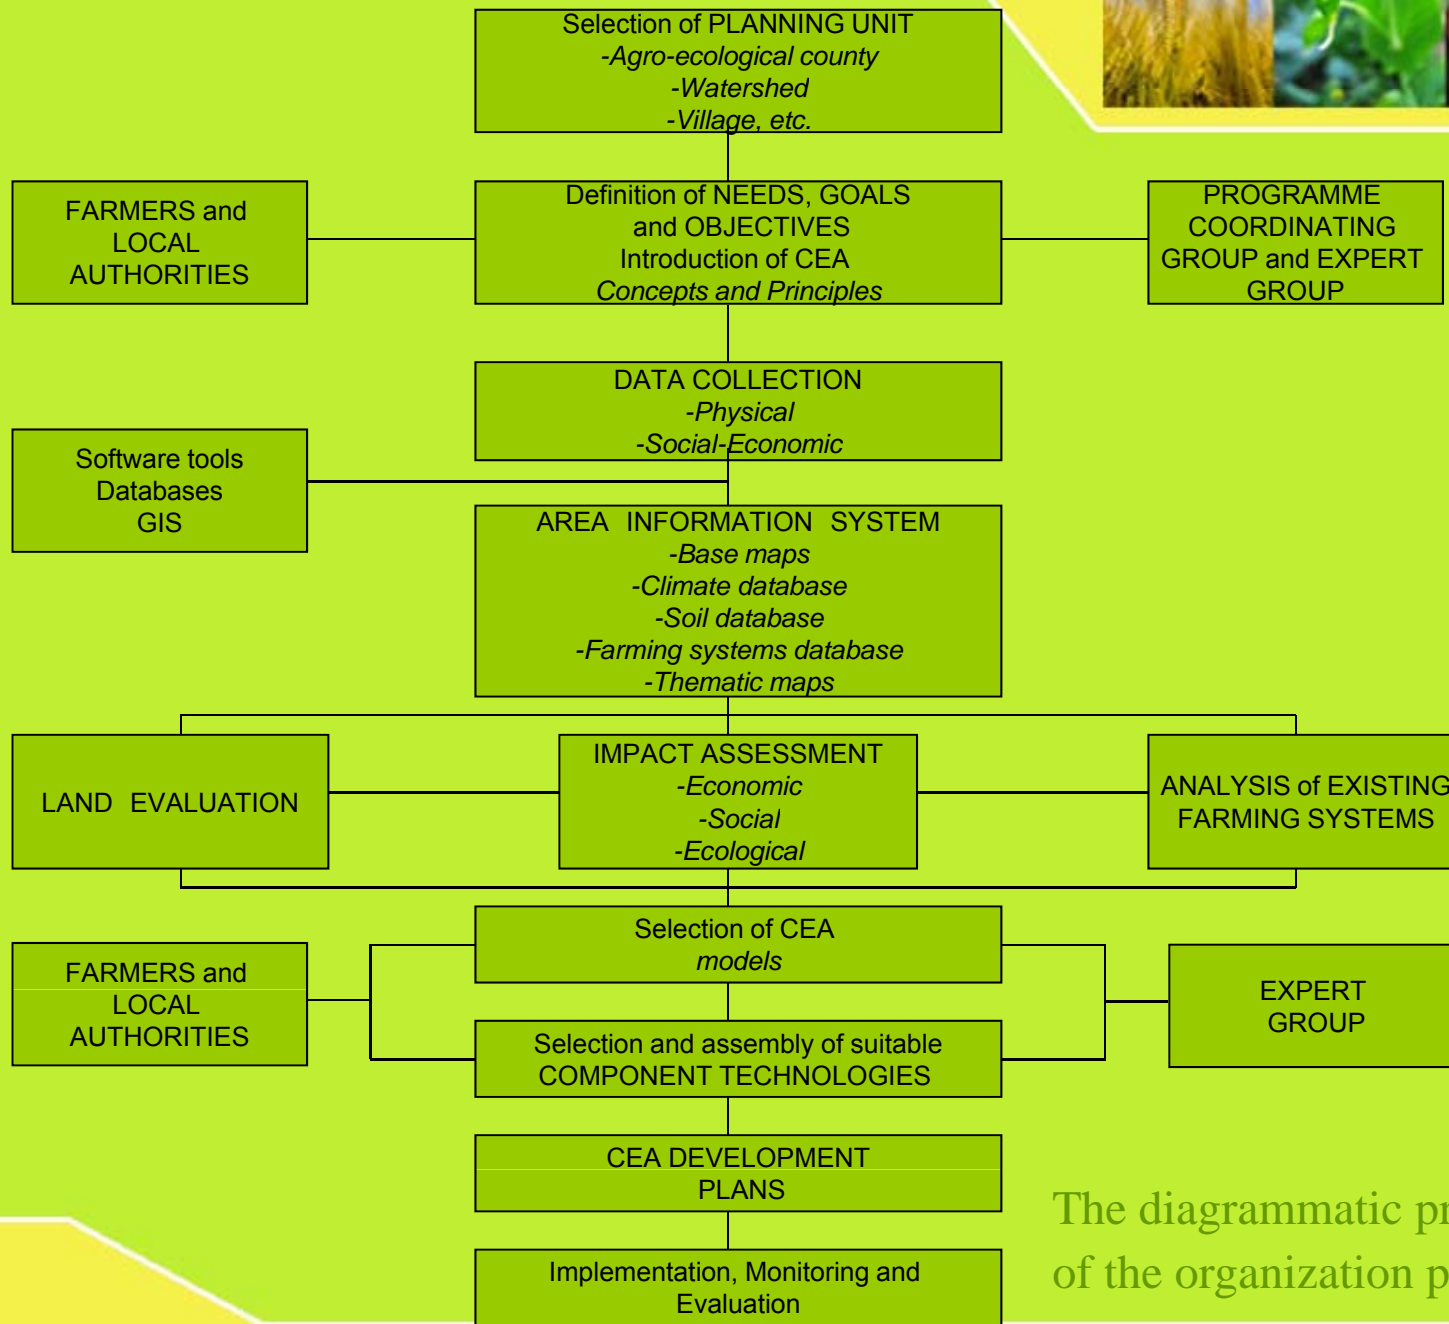 Selection of PLANNING UNIT
-Agro-ecological county
-Watershed
-Village, etc.
FARMERS and
LOCAL
AUTHORITIES
Definition of NEEDS, GOALS
and OBJECTIVES
Introduction of CEA
Concepts and Principles
PROGRAMME
COORDINATING
GROUP and EXPERT
GROUP
DATA COLLECTION
-Physical
-Social-Economic
Software tools
Databases
GIS
AREA INFORMATION SYSTEM
-Base maps
-Climate database
-Soil database
-Farming systems database
-Thematic maps
LAND EVALUATION
IMPACT ASSESSMENT
-Economic
-Social
-Ecological
ANALYSIS of EXISTING
FARMING SYSTEMS
Selection of CEA
models
FARMERS and
LOCAL
AUTHORITIES
EXPERT
GROUP
Selection and assembly of suitable
COMPONENT TECHNOLOGIES
CEA DEVELOPMENT
PLANS
The diagrammatic
of the organization
Implementation, Monitoring and
Evaluation